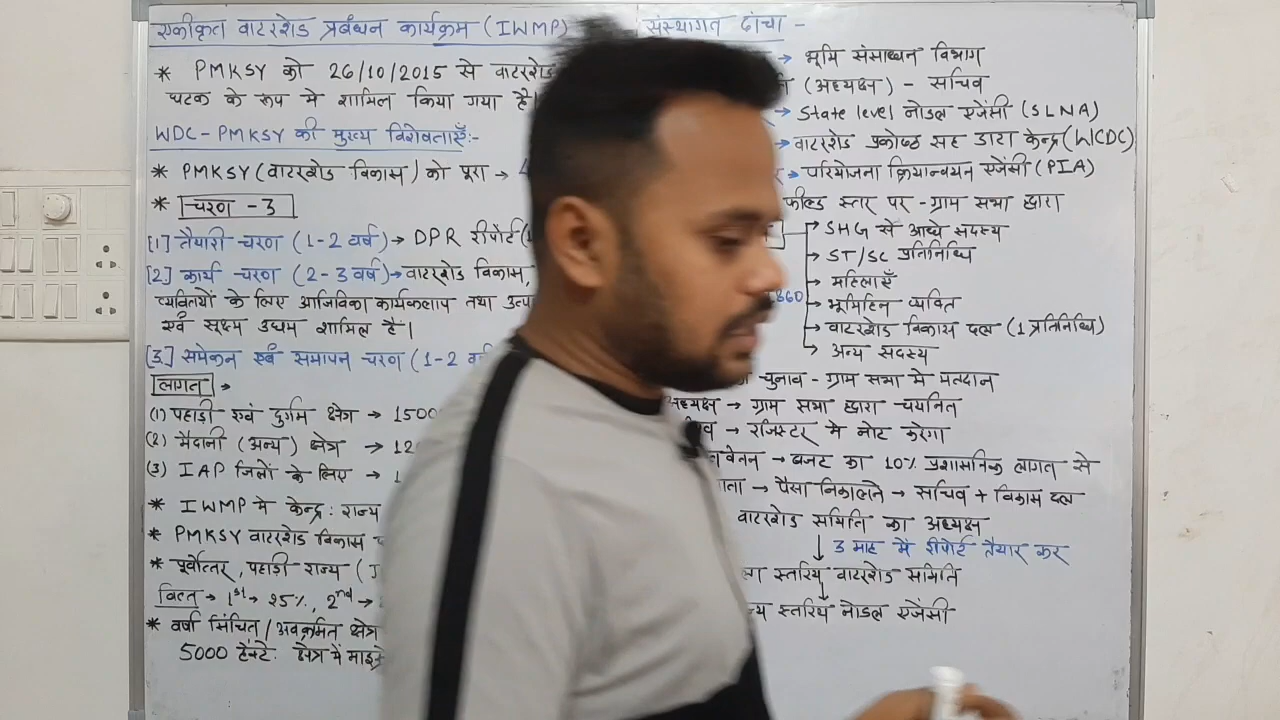 एकीकृत वाटरशेड प्रबंधन कार्यक्रम (IWMP)
* PMKSY को 26/10/2015 से वाटरशेड
घटक के रूप में शामिल किया गया है।
WDC-PMKSY की मुख्य विशेषताएँ:-
* PMKSY (वाटरशेड विकास) को पूरा →
* चरण -3
[1] तैयारी चरण (1-2 वर्ष) → DPR रीपोर्ट
[2] कार्य चरण (2-3 वर्ष) → वाटरशेड विकास,
व्यक्तियों के लिए आजिविका कार्यकलाप तथा
एवं सूक्ष्म उद्यम शामिल है।
[3] समेकन एवं समापन चरण (1-2
लागत →
(1) पहाड़ी एवं दुर्गम क्षेत्र → 1500
(2) मैदानी (अन्य) क्षेत्र → 12
(3) IAP जिलों के लिए → 1
* IWMP में केन्द्र : राज्य
* PMKSY वाटरशेड विकास
* पूर्वोत्तर, पहाड़ी राज्य (
वित्त → 1st → 25%, 2nd →
* वर्षा सिंचित / अवक्रमित क्षेत्र
5000 हेक्टे. क्षेत्र में
संस्थागत ढांचा -
→ भूमि संसाधन विभाग
(अध्यक्ष) - सचिव
→ State level नोडल एजेंसी (SLNA)
→ वाटरशेड प्रकोष्ठ सह डाटा केन्द्र (WCDC)
→ परियोजना क्रियान्वयन एजेंसी (PIA)
फील्ड स्तर पर - ग्राम सभा द्वारा
→ SHG से आधे सदस्य
→ ST/SC प्रतिनिधि
→ महिलाएँ
→ भूमिहिन व्यक्ति
→ वाटरशेड विकास दल (1 प्रतिनिधि)
→ अन्य सदस्य
860
चुनाव - ग्राम सभा में मतदान
अध्यक्ष → ग्राम सभा द्वारा चयनित
→ रजिस्टर में नोट करेगा
वेतन → बजट का 10% प्रशासनिक लागत से
→ पैसा निकालने → सचिव + विकास दल
वाटरशेड समिति का अध्यक्ष
↓ 3 माह में रीपोर्ट तैयार कर
स्तरिय वाटरशेड समिति
↓
स्तरिय नोडल एजेंसी